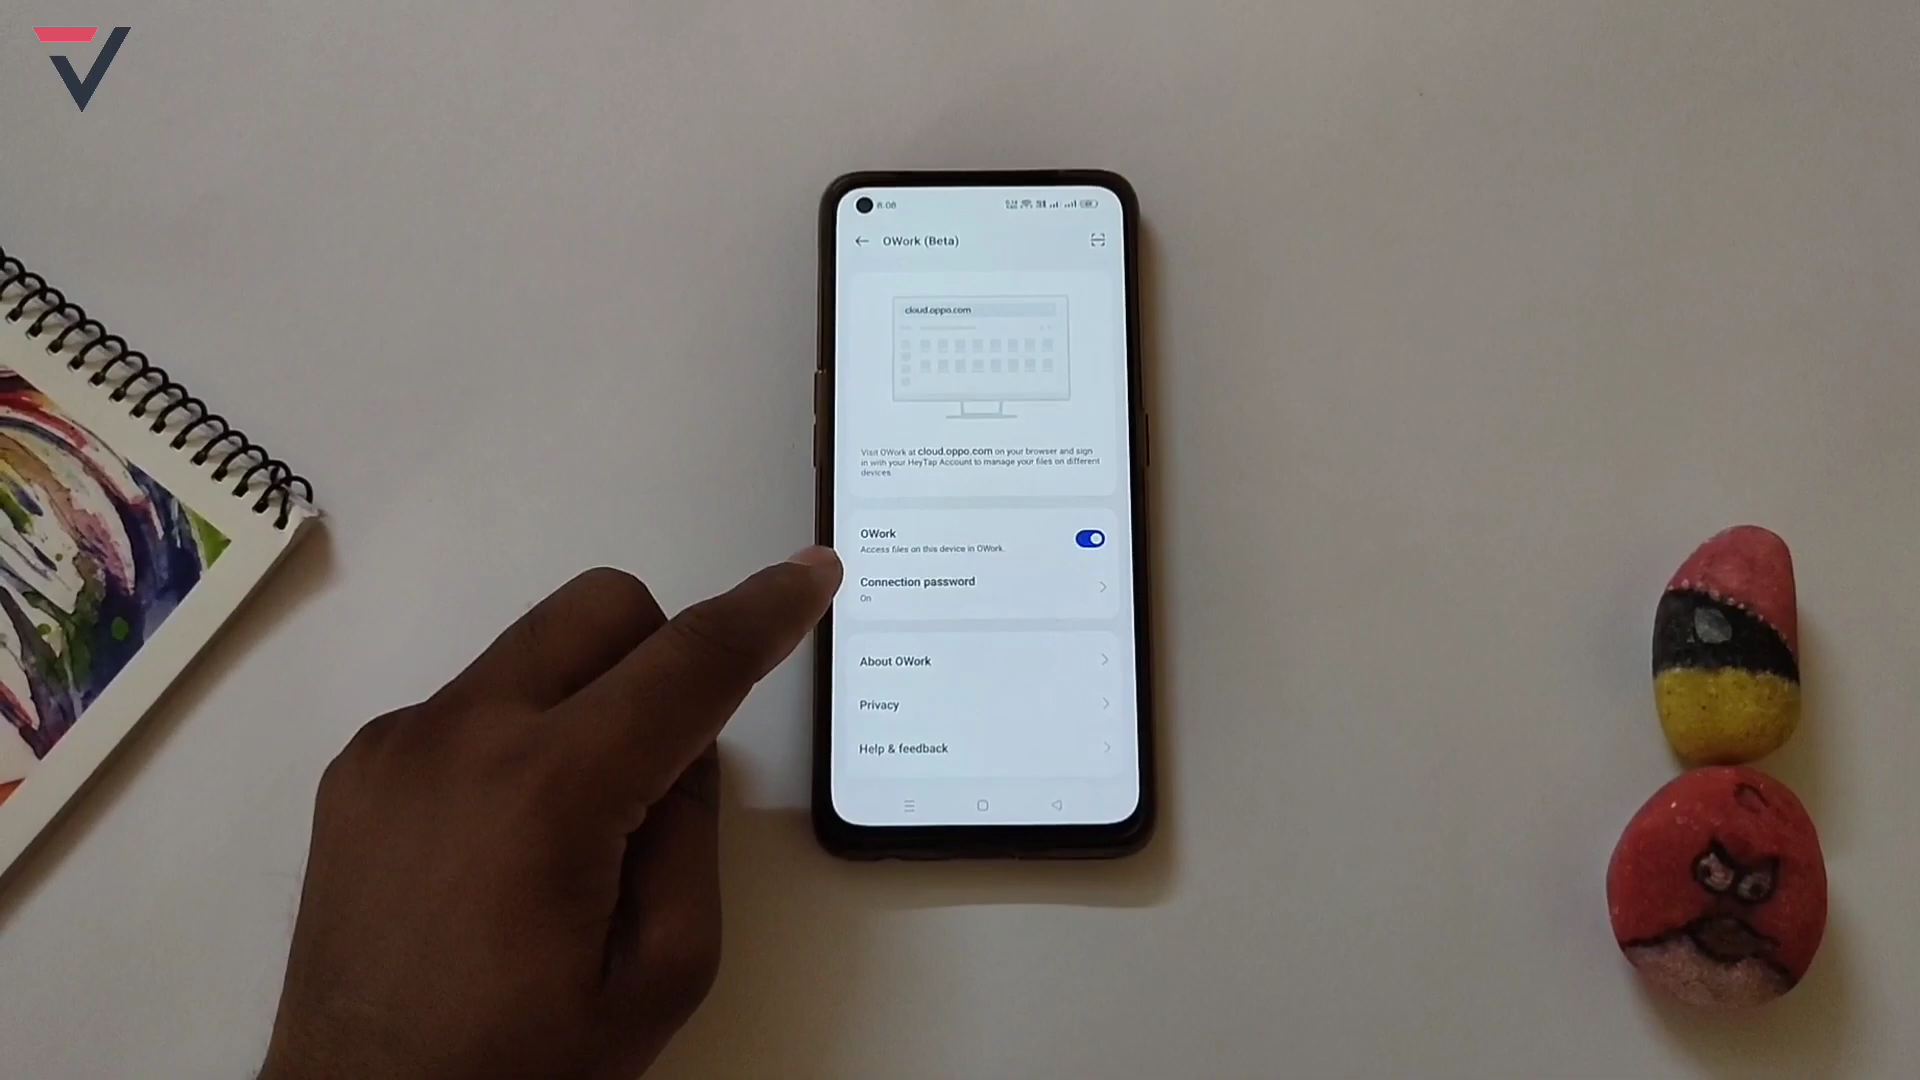 8:08
OWork (Beta)
cloud.oppo.com
Visit OWork at cloud.oppo.com on your browser and sign
in with your HeyTap Account to manage your files on different
devices.
OWork
Access files on this device in OWork.
Connection password
On
About OWork
Privacy
Help & feedback